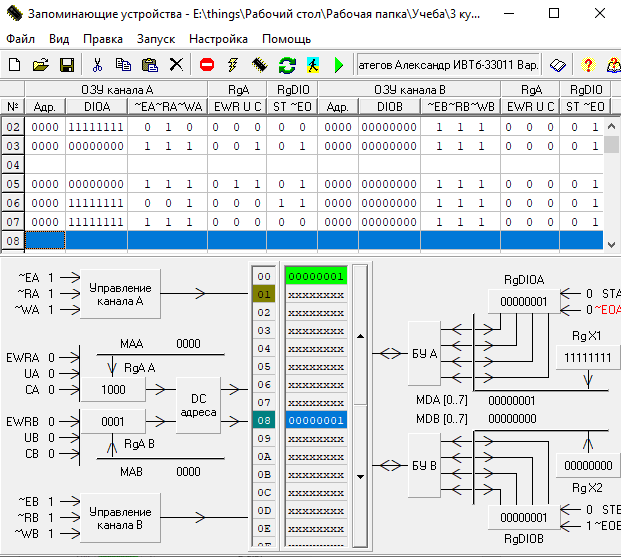 Запоминающие устройства - E:\things\Рабочий стол\Рабочая папка\Учеба\3 ку...
Файл Вид Правка Запуск Настройка Помощь
STOP
атегов Александр ИВТб-33011 Вар.
ОЗУ канала A RgA RgDIO ОЗУ канала B RgA RgDIO
№ Адр. DIOA ~EA~RA~WA EWR U C ST ~EO Адр. DIOB ~EB~RB~WB EWR U C ST ~EO
02 0000 11111111 0 1 0 0 0 0 0 1 0000 00000000 1 1 1 0 0 0 0 1
03 0000 00000000 1 1 1 0 0 1 0 1 0000 00000000 1 1 1 0 0 0 0 1
04
05 0000 00000000 1 1 1 0 1 1 0 1 0000 00000000 1 1 1 0 0 0 0 1
06 0000 11111111 0 0 1 0 0 0 1 1 0000 00000000 1 1 1 0 0 0 0 1
07 0000 11111111 1 1 1 0 0 0 0 0 0000 00000000 1 1 1 0 0 0 0 1
08
~EA 1
~RA 1
~WA 1
Управление
канала A
EWRA 0
UA 0
CA 0
MAA 0000
RgA A
1000
DC
адреса
EWRB 0
UB 0
CB 0
0001
RgA B
MAB 0000
~EB 1
~RB 1
~WB 1
Управление
канала B
00 00000001
01 xxxxxxxx
02 xxxxxxxx
03 xxxxxxxx
04 xxxxxxxx
05 xxxxxxxx
06 xxxxxxxx
07 xxxxxxxx
08 00000001
09 xxxxxxxx
0A xxxxxxxx
0B xxxxxxxx
0C xxxxxxxx
0D xxxxxxxx
0E xxxxxxxx
БУ A
RgDIOA
00000001
0 STA
0 ~EOA
Rg X1
11111111
MDA [0..7] 00000001
MDB [0..7] 00000000
БУ B
00000000
Rg X2
00000001
RgDIOB
0 STB
1 ~EOB